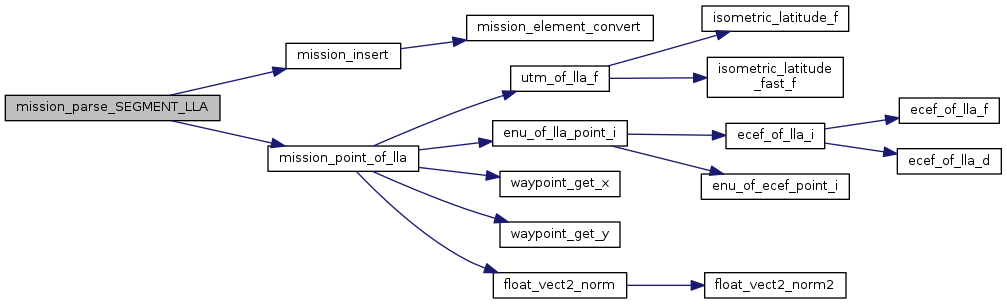 mission_parse_SEGMENT_LLA
mission_insert
mission_element_convert
mission_point_of_lla
utm_of_lla_f
isometric_latitude_f
isometric_latitude
_fast_f
enu_of_lla_point_i
ecef_of_lla_i
ecef_of_lla_f
ecef_of_lla_d
enu_of_ecef_point_i
waypoint_get_x
waypoint_get_y
float_vect2_norm
float_vect2_norm2